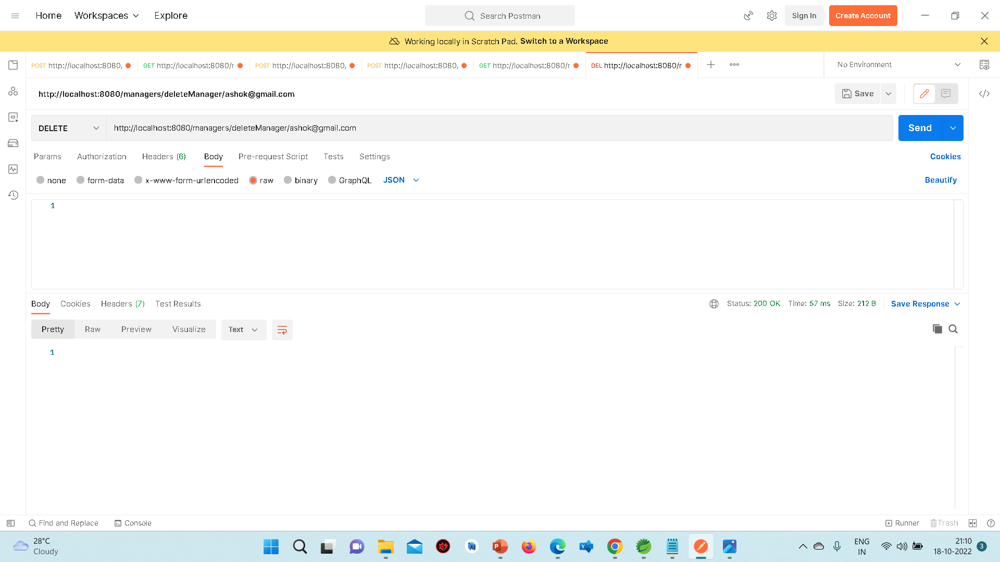 Home Workspaces Explore Search Postman Sign In Create Account
Working locally in Scratch Pad. Switch to a Workspace
POST http://localhost:8080, GET http://localhost:8080/r POST http://localhost:8080, POST http://localhost:8080, GET http://localhost:8080/r DEL http://localhost:8080/r No Environment
http://localhost:8080/managers/deleteManager/ashok@gmail.com Save
DELETE http://localhost:8080/managers/deleteManager/ashok@gmail.com Send
Params Authorization Headers (6) Body Pre-request Script Tests Settings Cookies
none form-data x-www-form-urlencoded raw binary GraphQL JSON Beautify
1
Body Cookies Headers (7) Test Results Status: 200 OK Time: 57 ms Size: 212 B Save Response
Pretty Raw Preview Visualize Text
1
Find and Replace Console Runner Trash
28°C ENG 21:10
Cloudy IN 18-10-2022 3